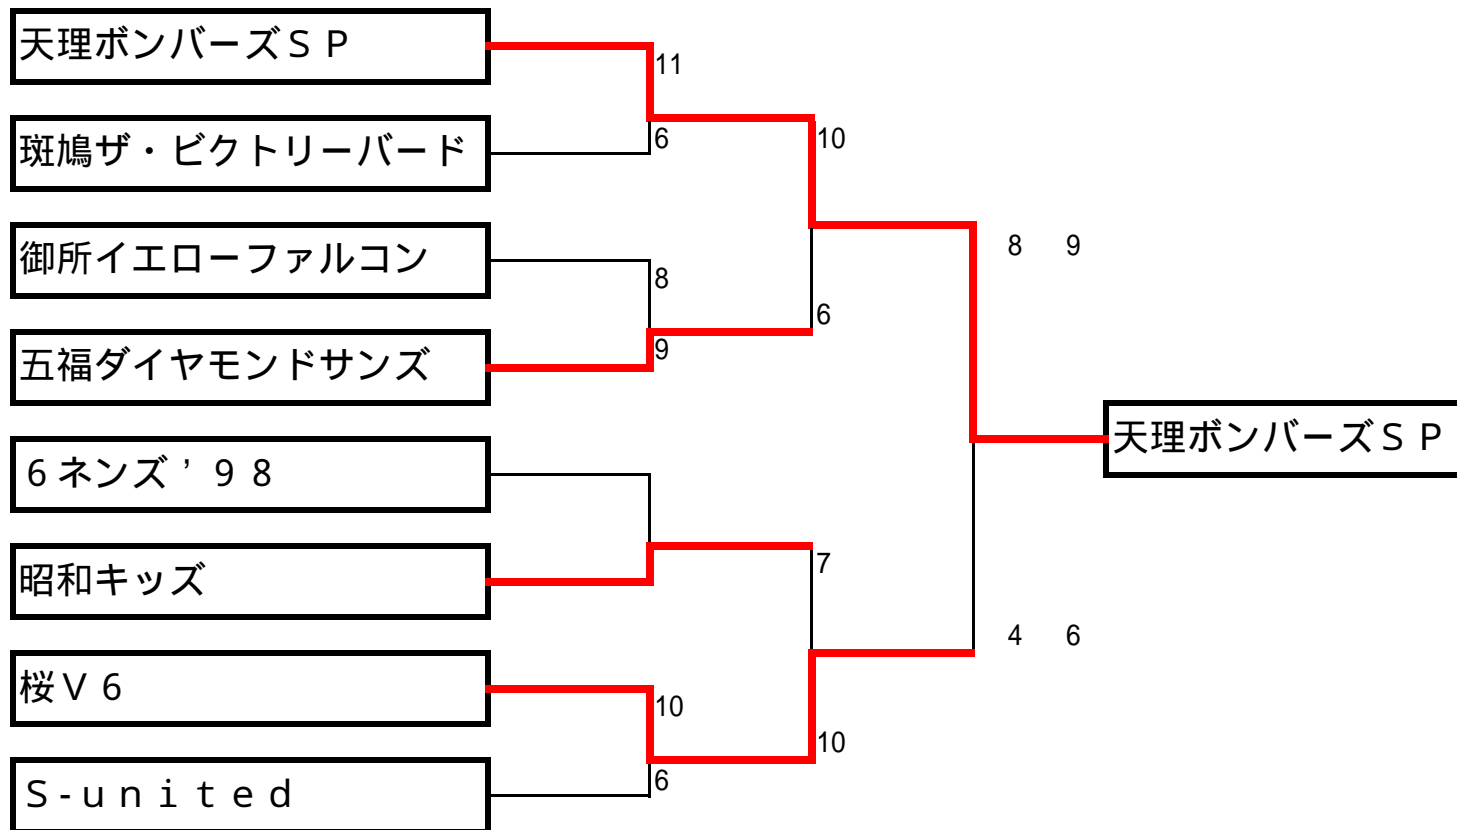 天理ボンバーズＳＰ
11
斑鳩ザ・ビクトリーバード
6
10
御所イエローファルコン
8
8 9
五福ダイヤモンドサンズ
9
6
天理ボンバーズＳＰ
６ネンズ’９８
昭和キッズ
7
4 6
桜Ｖ６
10
10
Ｓ-ｕｎｉｔｅｄ
6